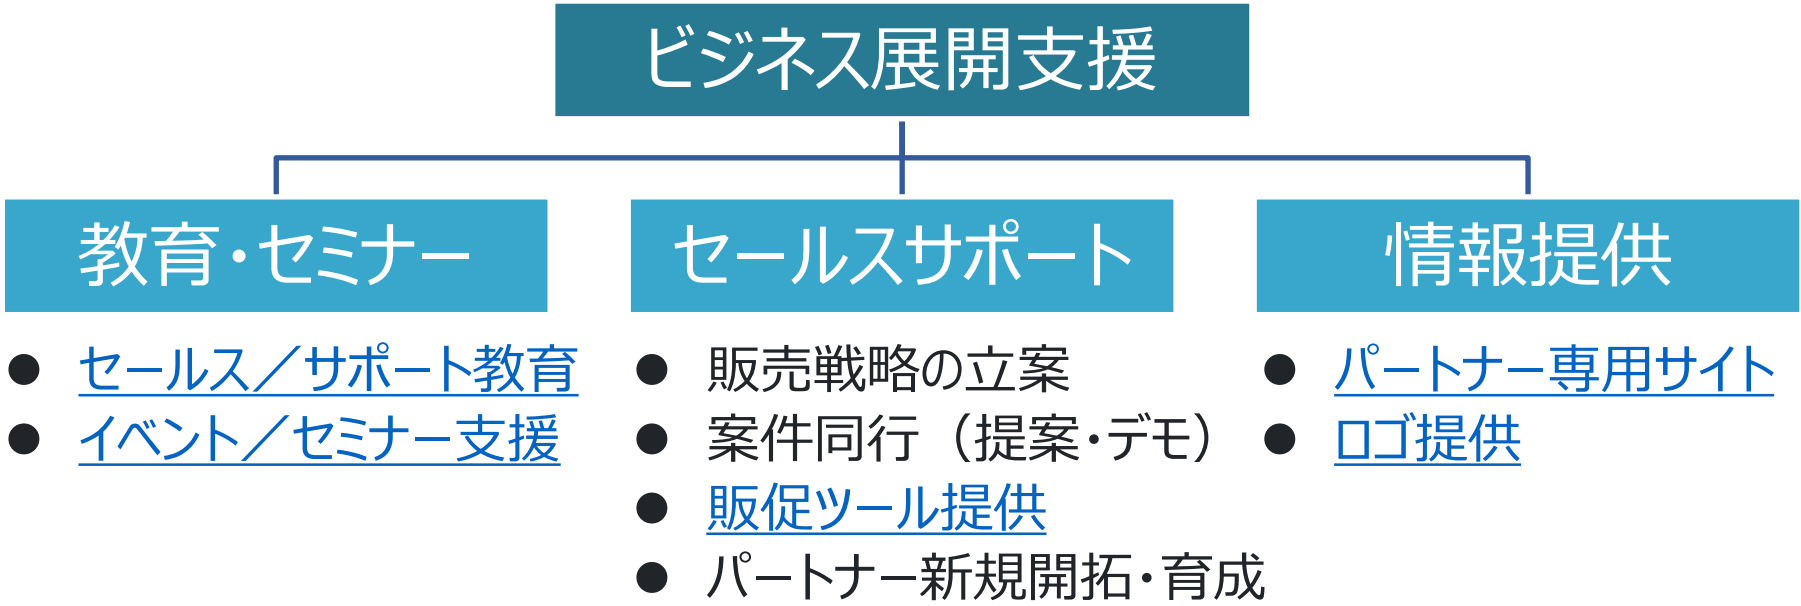 ビジネス展開支援
教育・セミナー
セールス／サポート教育
イベント／セミナー支援
セールスサポート
販売戦略の立案
案件同行（提案・デモ）
販促ツール提供
パートナー新規開拓・育成
情報提供
パートナー専用サイト
ロゴ提供